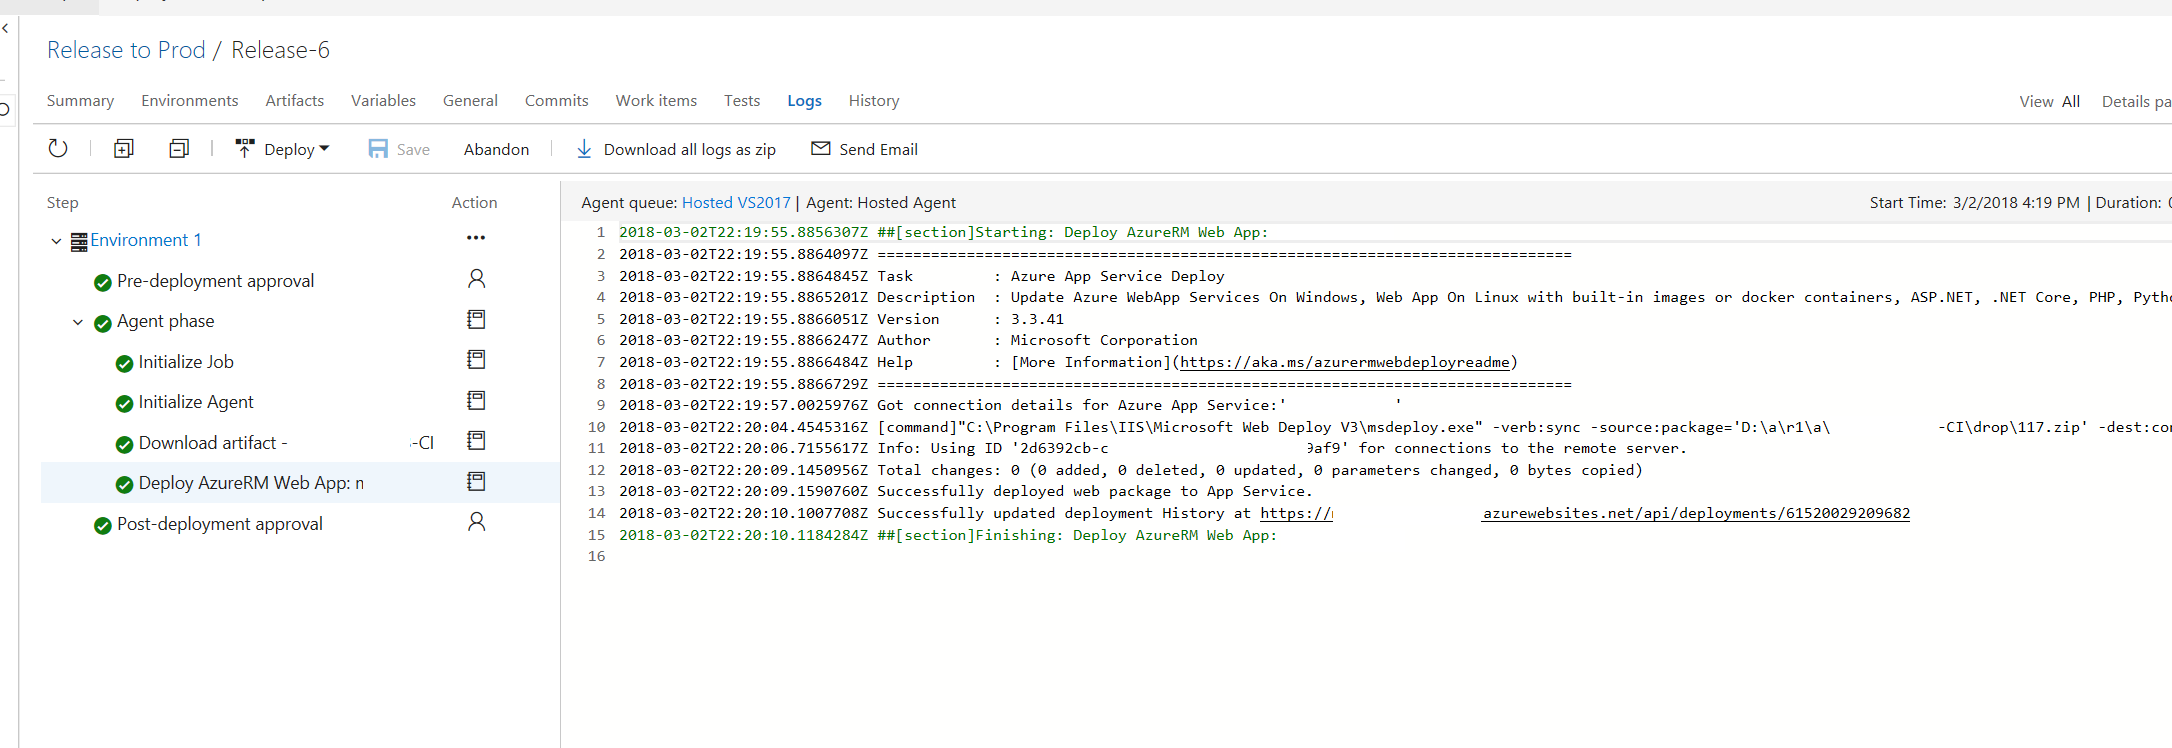 Release to Prod / Release-6
Summary Environments Artifacts Variables General Commits Work items Tests Logs History View All Details pa
Deploy Save Abandon Download all logs as zip Send Email
Step Action
Environment 1
Pre-deployment approval
Agent phase
Initialize Job
Initialize Agent
Download artifact - -CI
Deploy AzureRM Web App:
Post-deployment approval
Agent queue: Hosted VS2017 | Agent: Hosted Agent Start Time: 3/2/2018 4:19 PM | Duration:
1 2018-03-02T22:19:55.8856307Z ##[section]Starting: Deploy AzureRM Web App:
2 2018-03-02T22:19:55.8864097Z ==============================================================================
3 2018-03-02T22:19:55.8864845Z Task : Azure App Service Deploy
4 2018-03-02T22:19:55.8865201Z Description : Update Azure WebApp Services On Windows, Web App On Linux with built-in images or docker containers, ASP.NET, .NET Core, PHP, Pyth
5 2018-03-02T22:19:55.8866051Z Version : 3.3.41
6 2018-03-02T22:19:55.8866247Z Author : Microsoft Corporation
7 2018-03-02T22:19:55.8866484Z Help : [More Information](https://aka.ms/azurermwebdeployreadme)
8 2018-03-02T22:19:55.8866729Z ==============================================================================
9 2018-03-02T22:19:57.0025976Z Got connection details for Azure App Service:' '
10 2018-03-02T22:20:04.4545316Z [command]"C:\Program Files\IIS\Microsoft Web Deploy V3\msdeploy.exe" -verb:sync -source:package='D:\a\r1\a\ -CI\drop\117.zip' -dest:co
11 2018-03-02T22:20:06.7155617Z Info: Using ID '2d6392cb-c 9af9' for connections to the remote server.
12 2018-03-02T22:20:09.1450956Z Total changes: 0 (0 added, 0 deleted, 0 updated, 0 parameters changed, 0 bytes copied)
13 2018-03-02T22:20:09.1590760Z Successfully deployed web package to App Service.
14 2018-03-02T22:20:10.1007708Z Successfully updated deployment History at https:// azurewebsites.net/api/deployments/61520029209682
15 2018-03-02T22:20:10.1184284Z ##[section]Finishing: Deploy AzureRM Web App:
16